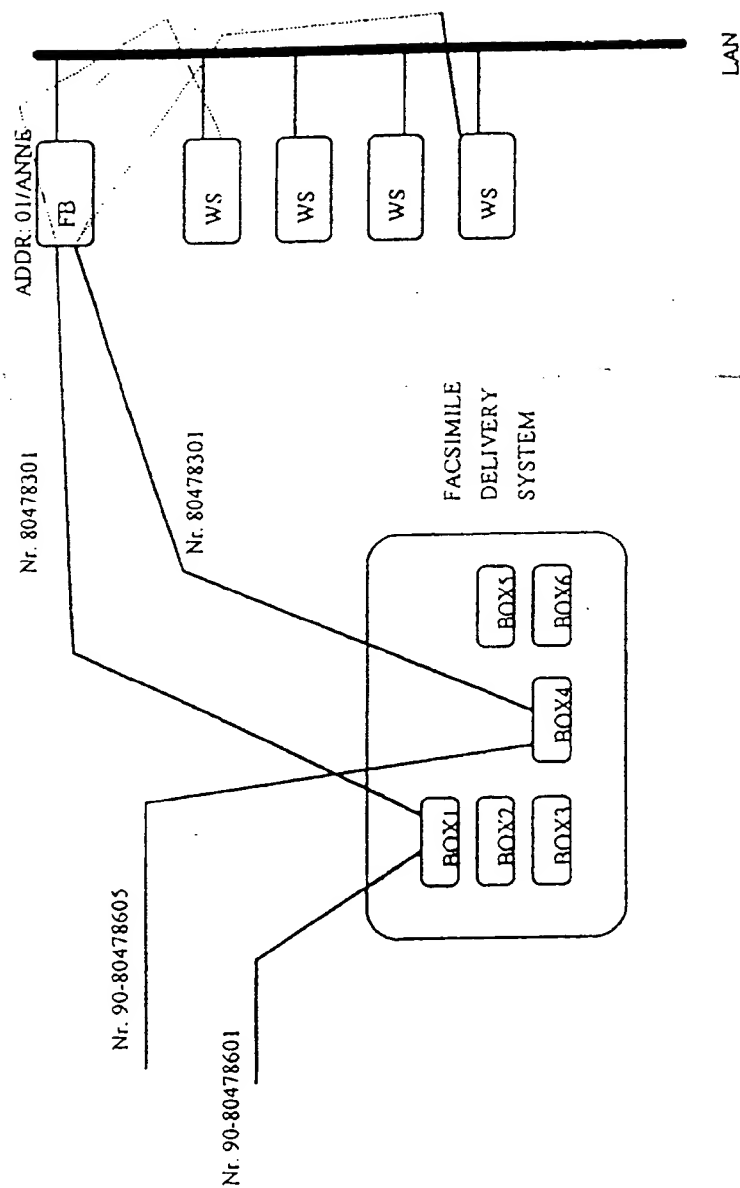 Nr. 90-80478601
Nr. 90-80478605
Nr. 80478301
Nr. 80478301
ADDR: 01/ANNE
FB
WS
WS
WS
WS
LAN
BOX1
BOX2
BOX3
BOX4
BOX5
BOX6
FACSIMILE
DELIVERY
SYSTEM